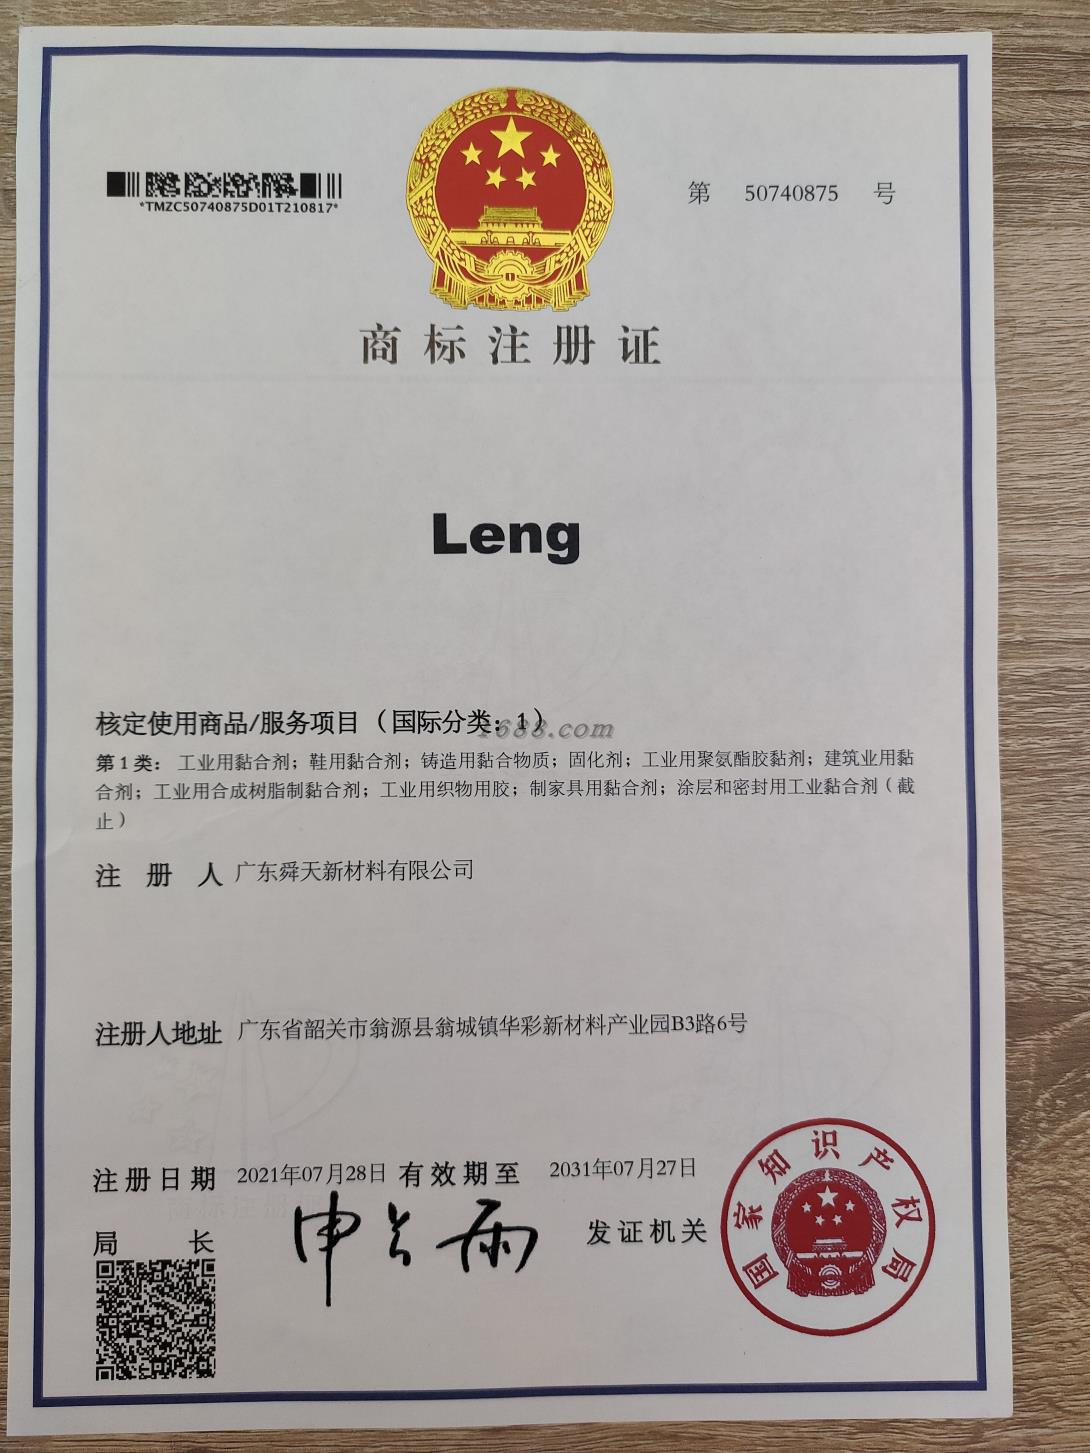 *TMZC50740875D01T210817*
第 50740875 号
商标注册证
Leng
核定使用商品/服务项目（国际分类：1）
1688.com
第1类：工业用黏合剂；鞋用黏合剂；铸造用黏合物质；固化剂；工业用聚氨酯胶黏剂；建筑业用黏
合剂；工业用合成树脂制黏合剂；工业用织物用胶；制家具用黏合剂；涂层和密封用工业黏合剂（截
止）
注册人 广东舜天新材料有限公司
注册人地址 广东省韶关市翁源县翁城镇华彩新材料产业园B3路6号
注册日期 2021年07月28日 有效期至 2031年07月27日
局长 申长雨 发证机关
国家知识产权局